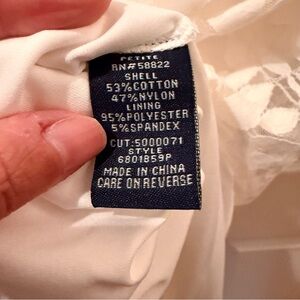 PETITE
RN#58822
SHELL
53%COTTON
47%NYLON
LINING
95%POLYESTER
5%SPANDEX
CUT:5000071
STYLE
6801859P
MADE IN CHINA
CARE ON REVERSE